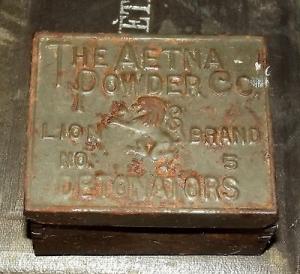 THE AETNA
POWDER CO.
LION BRAND
NO. 5
DETONATORS